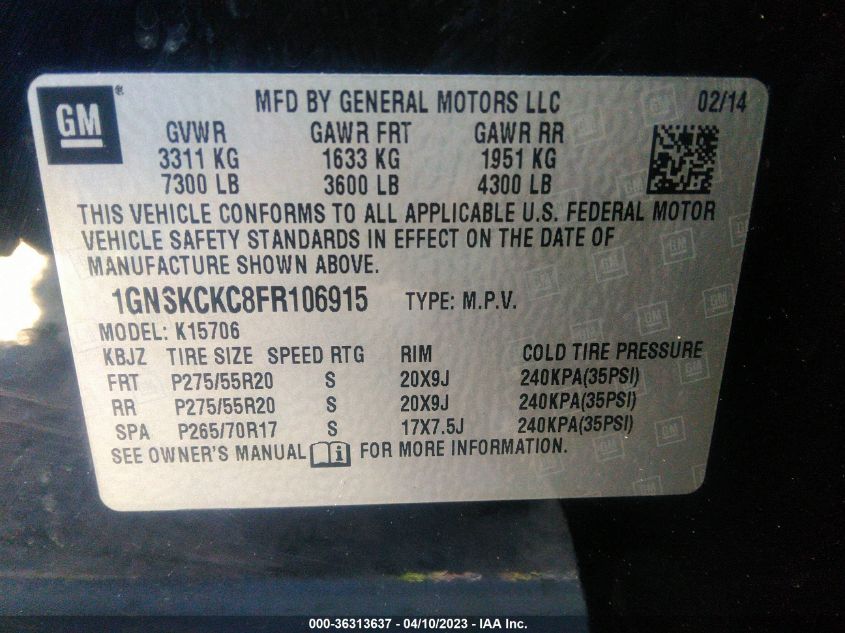 GM ® MFD BY GENERAL MOTORS LLC 02/14
GVWR GAWR FRT GAWR RR
3311 KG 1633 KG 1951 KG
7300 LB 3600 LB 4300 LB
THIS VEHICLE CONFORMS TO ALL APPLICABLE U.S. FEDERAL MOTOR
VEHICLE SAFETY STANDARDS IN EFFECT ON THE DATE OF
MANUFACTURE SHOWN ABOVE.
1GNSKCKC8FR106915 TYPE: M.P.V.
MODEL: K15706
KBJZ TIRE SIZE SPEED RTG RIM COLD TIRE PRESSURE
FRT P275/55R20 S 20X9J 240KPA(35PSI)
RR P275/55R20 S 20X9J 240KPA(35PSI)
SPA P265/70R17 S 17X7.5J 240KPA(35PSI)
SEE OWNER'S MANUAL i FOR MORE INFORMATION.
000-36313637 - 04/10/2023 - IAA Inc.